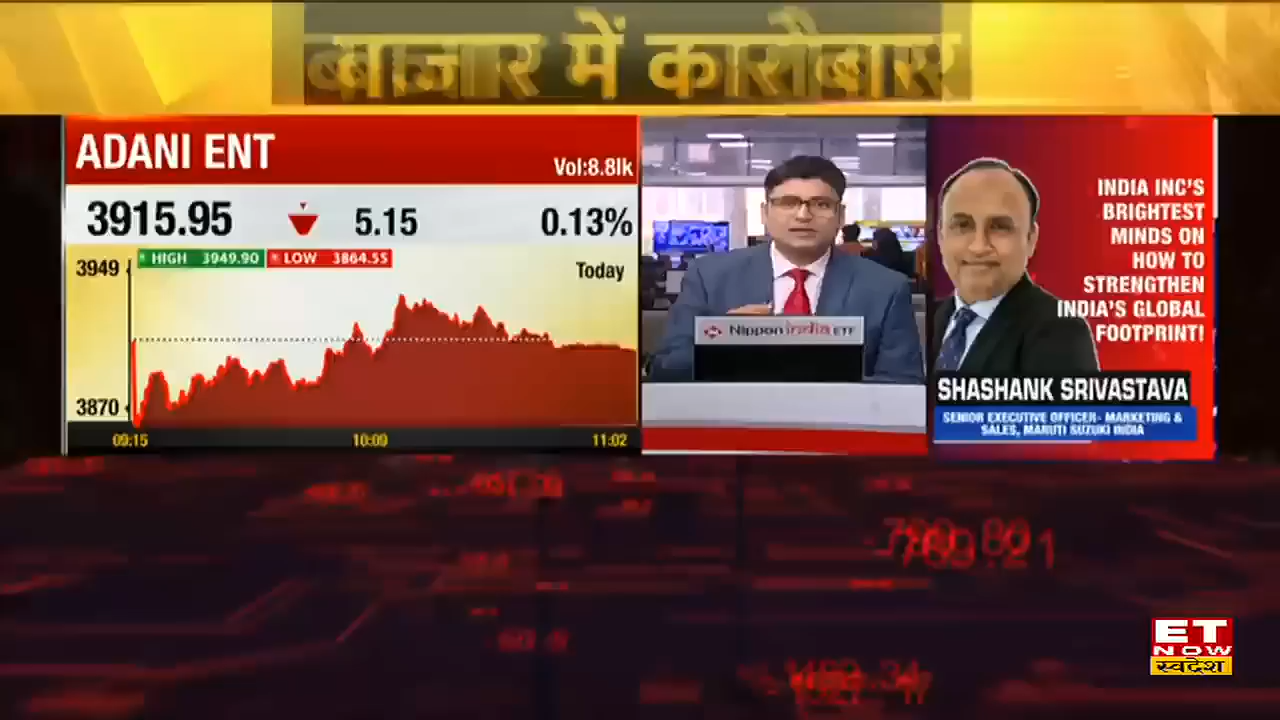 बाज़ार में कारोबार
ADANI ENT
Vol:8.8lk
3915.95 5.15 0.13%
HIGH 3949.90 LOW 3864.55
3949
Today
3870
09:15 10:09 11:02
Nippon india ETF
INDIA INC'S
BRIGHTEST
MINDS ON
HOW TO
STRENGTHEN
INDIA'S GLOBAL
FOOTPRINT!
SHASHANK SRIVASTAVA
SENIOR EXECUTIVE OFFICER- MARKETING &
SALES, MARUTI SUZUKI INDIA
ET
NOW
स्वदेश